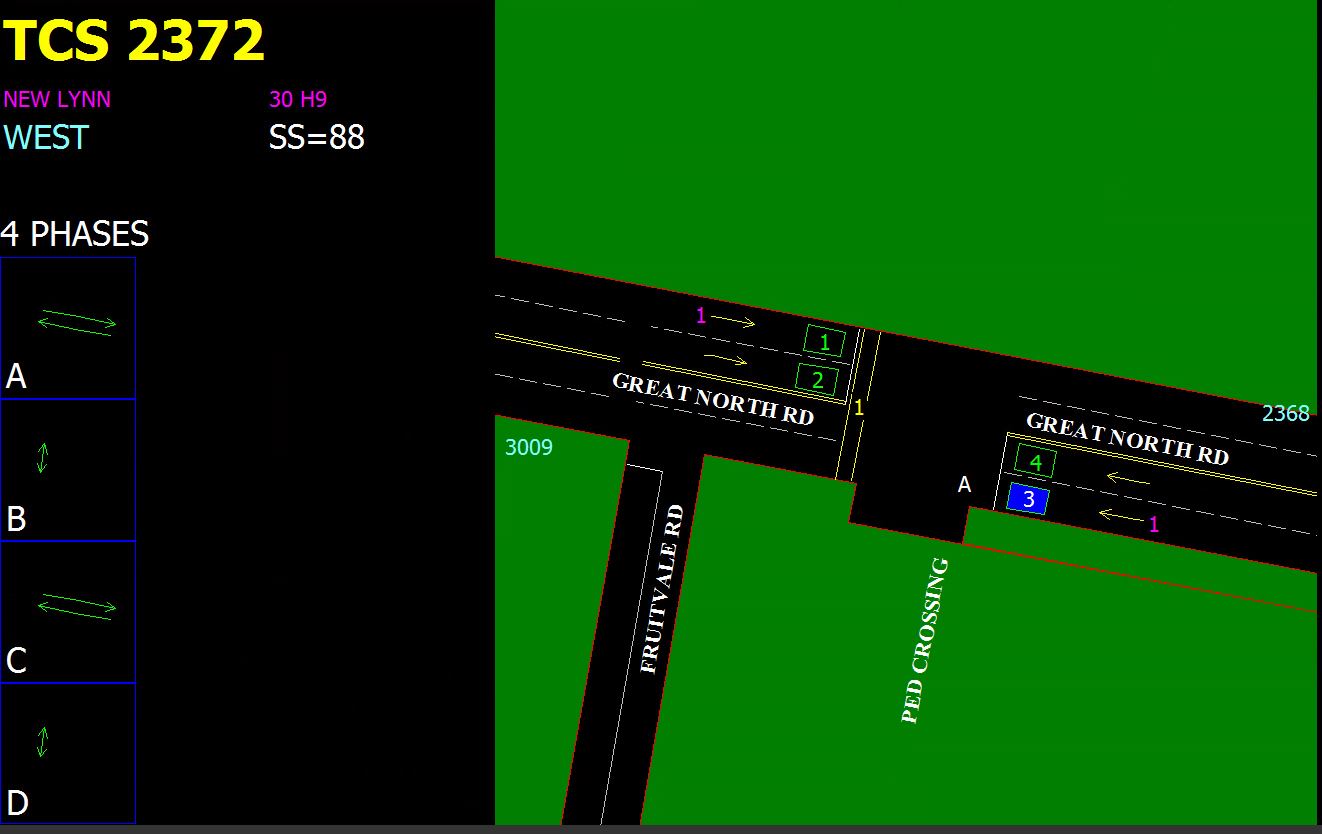 TCS 2372
NEW LYNN 30 H9
WEST SS=88
4 PHASES
A
B
C
D
1
1
2
GREAT NORTH RD
1
3009
FRUITVALE RD
PED CROSSING
A
2368
GREAT NORTH RD
4
3
1